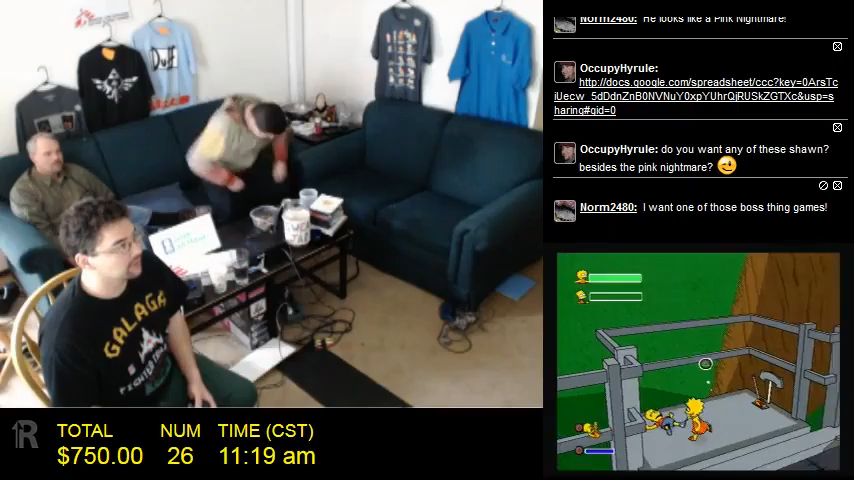 Norm2480: He looks like a Pink Nightmare!
OccupyHyrule:
http://docs.google.com/spreadsheet/ccc?key=0ArsTc
iUecw_5dDdnZnB0NVNuY0xpYUhrQjRUSkZGTXc&usp=s
haring#gid=0
OccupyHyrule: do you want any of these shawn?
besides the pink nightmare?
Norm2480: I want one of those boss thing games!
Duff
GALAGA
FIGHTER
R
TOTAL
NUM
TIME (CST)
$750.00
26
11:19 am